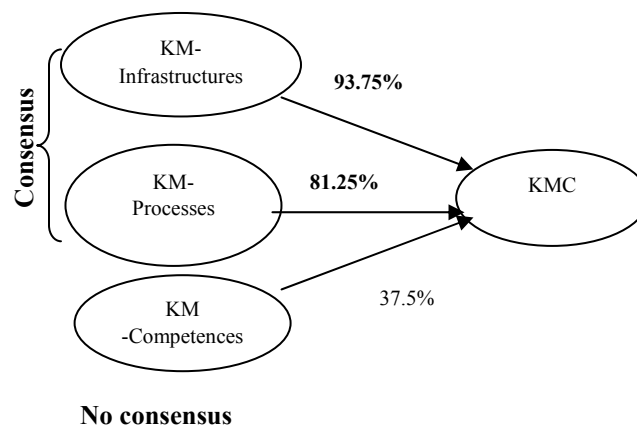 KM-
Infrastructures
93.75%
Consensus
KM-
Processes
81.25%
KMC
KM
-Competences
37.5%
No consensus